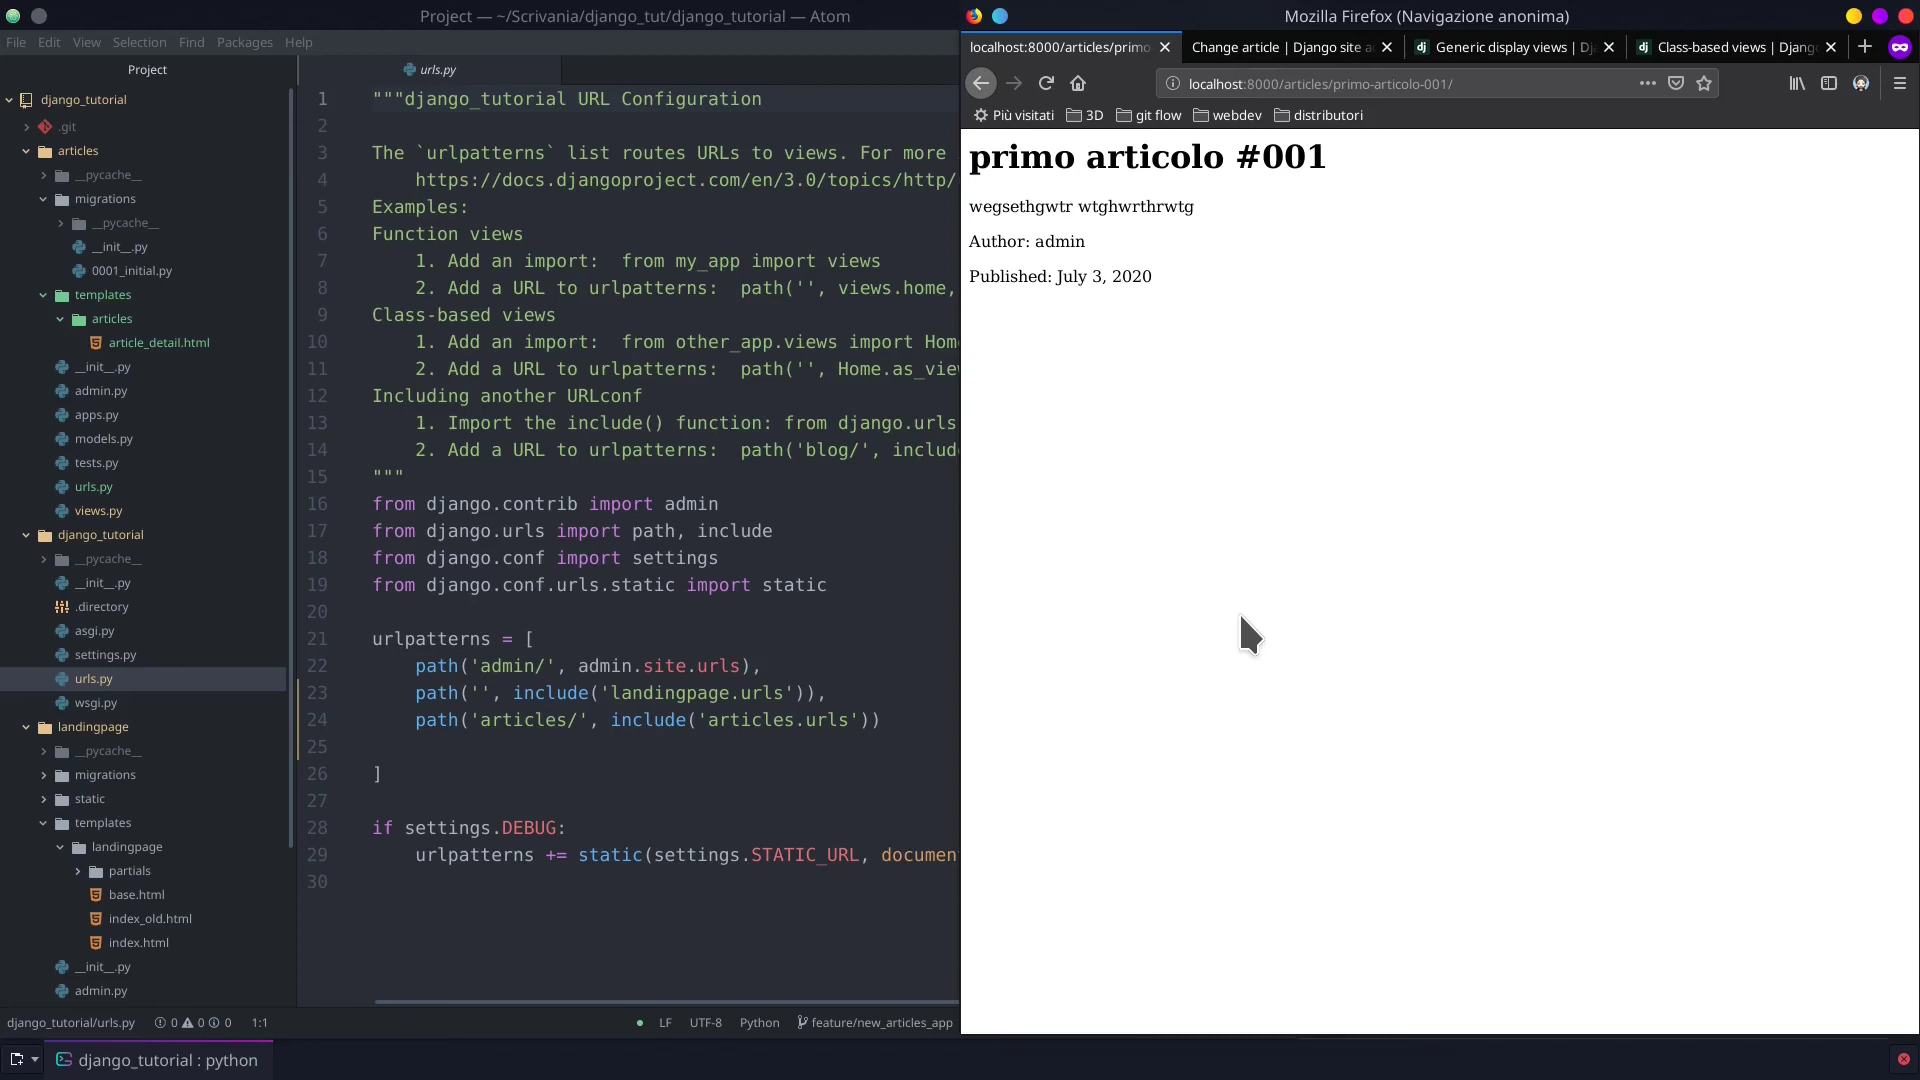 Project — ~/Scrivania/django_tut/django_tutorial — Atom
File Edit View Selection Find Packages Help
Project
django_tutorial
.git
articles
__pycache__
migrations
__pycache__
__init__.py
0001_initial.py
templates
articles
article_detail.html
__init__.py
admin.py
apps.py
models.py
tests.py
urls.py
views.py
django_tutorial
__pycache__
__init__.py
.directory
asgi.py
settings.py
urls.py
wsgi.py
landingpage
__pycache__
migrations
static
templates
landingpage
partials
base.html
index_old.html
index.html
__init__.py
admin.py
urls.py
1 """django_tutorial URL Configuration
2
3 The `urlpatterns` list routes URLs to views. For more
4 https://docs.djangoproject.com/en/3.0/topics/http/
5 Examples:
6 Function views
7 1. Add an import:  from my_app import views
8 2. Add a URL to urlpatterns:  path('', views.home,
9 Class-based views
10 1. Add an import:  from other_app.views import Hom
11 2. Add a URL to urlpatterns:  path('', Home.as_vie
12 Including another URLconf
13 1. Import the include() function: from django.urls
14 2. Add a URL to urlpatterns:  path('blog/', includ
15 """
16 from django.contrib import admin
17 from django.urls import path, include
18 from django.conf import settings
19 from django.conf.urls.static import static
20
21 urlpatterns = [
22 path('admin/', admin.site.urls),
23 path('', include('landingpage.urls')),
24 path('articles/', include('articles.urls'))
25
26 ]
27
28 if settings.DEBUG:
29 urlpatterns += static(settings.STATIC_URL, documen
30
django_tutorial/urls.py 0 0 0 1:1 LF UTF-8 Python feature/new_articles_app
django_tutorial : python
Mozilla Firefox (Navigazione anonima)
localhost:8000/articles/primo Change article | Django site a Generic display views | Dj Class-based views | Django
localhost:8000/articles/primo-articolo-001/
Più visitati 3D git flow webdev distributori
primo articolo #001
wegsethgwtr wtghwrthrwtg
Author: admin
Published: July 3, 2020